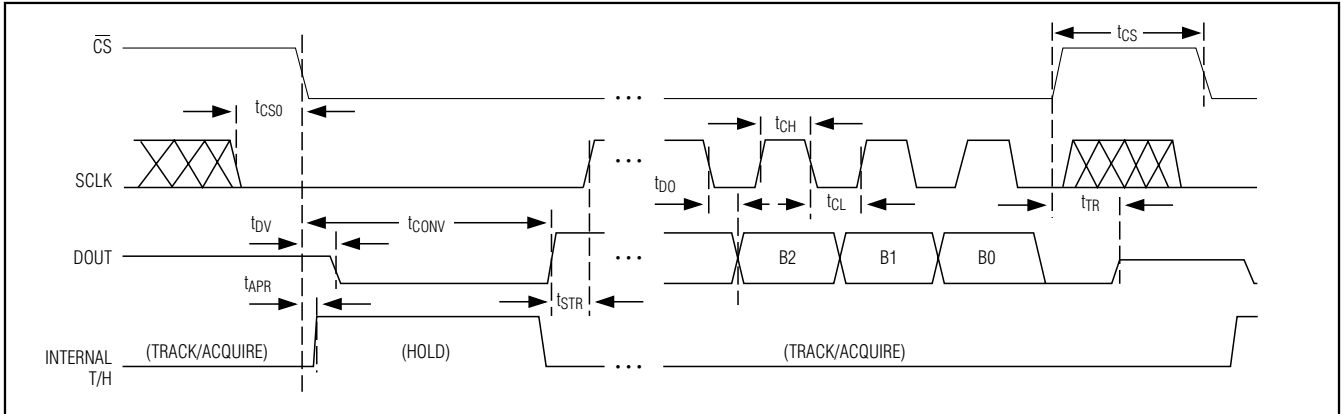 CS
tCS
tCS0
tCH
SCLK
tDO
tCL
tTR
tDV
tCONV
DOUT
B2
B1
B0
tAPR
tSTR
INTERNAL
T/H
(TRACK/ACQUIRE)
(HOLD)
(TRACK/ACQUIRE)